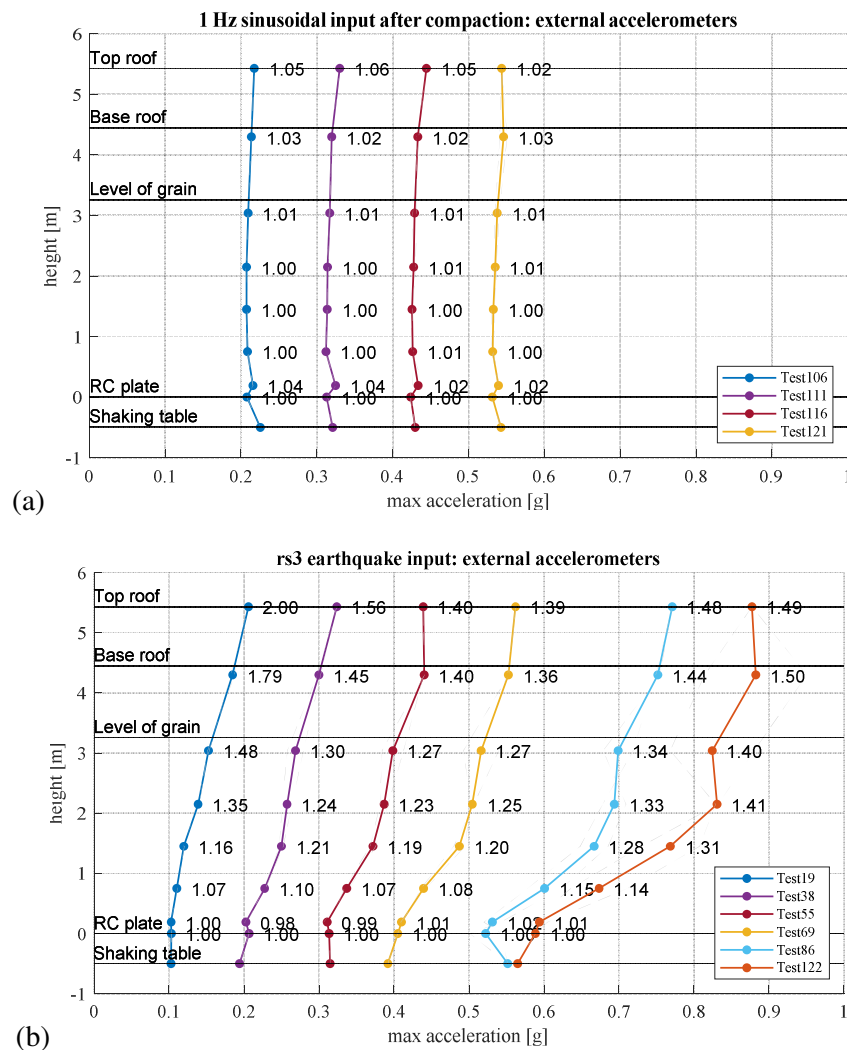 1 Hz sinusoidal input after compaction: external accelerometers
6
Top roof
1.05 1.06 1.05 1.02
5
Base roof
1.03 1.02 1.02 1.03
4
Level of grain
3
1.01 1.01 1.01 1.01
height [m]
1.00 1.00 1.01 1.01
2
1.00 1.00 1.00 1.00
1
1.00 1.00 1.01 1.00
RC plate
1.04 1.04 1.02 1.02
0
1.00 1.00 1.00 1.00
Shaking table
-1
Test106
Test111
Test116
Test121
0 0.1 0.2 0.3 0.4 0.5 0.6 0.7 0.8 0.9 1
max acceleration [g]
(a)
rs3 earthquake input: external accelerometers
6
Top roof
2.00 1.56 1.40 1.39 1.48 1.49
5
Base roof
1.79 1.45 1.40 1.36 1.44 1.50
4
Level of grain
3
1.48 1.30 1.27 1.27 1.34 1.40
height [m]
1.35 1.24 1.23 1.25 1.33 1.41
2
1.16 1.21 1.19 1.20 1.28 1.31
1
1.07 1.10 1.07 1.08 1.15 1.14
RC plate
1.00 0.98 0.99 1.01 1.02 1.01
0
1.00 1.00 1.00 1.00 1.00 1.00
Shaking table
-1
Test19
Test38
Test55
Test69
Test86
Test122
0 0.1 0.2 0.3 0.4 0.5 0.6 0.7 0.8 0.9 1
max acceleration [g]
(b)